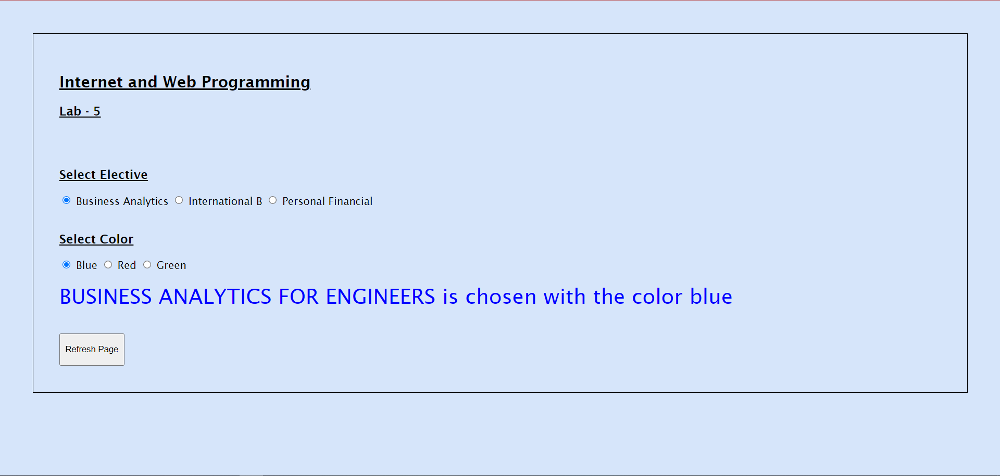 Internet and Web Programming
Lab - 5
Select Elective
Business Analytics International B Personal Financial
Select Color
Blue Red Green
BUSINESS ANALYTICS FOR ENGINEERS is chosen with the color blue
Refresh Page